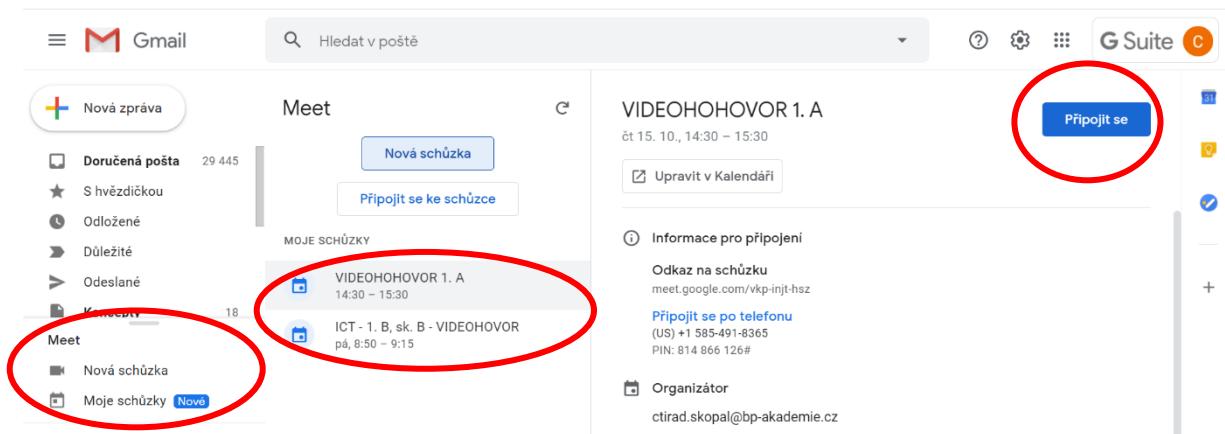 Gmail
Hledat v poště
G Suite
C
Nová zpráva
Doručená pošta 29 445
S hvězdičkou
Odložené
Důležité
Odeslané
Koncepty 18
Meet
Nová schůzka
Moje schůzky Nové
Meet
Nová schůzka
Připojit se ke schůzce
MOJE SCHŮZKY
VIDEOHOHOVOR 1. A
14:30 – 15:30
ICT - 1. B, sk. B - VIDEOHOVOR
pá, 8:50 – 9:15
VIDEOHOHOVOR 1. A
čt 15. 10., 14:30 – 15:30
Připojit se
Upravit v Kalendáři
Informace pro připojení
Odkaz na schůzku
meet.google.com/vkp-injt-hsz
Připojit se po telefonu
(US) +1 585-491-8365
PIN: 814 866 126#
Organizátor
ctirad.skopal@bp-akademie.cz
31